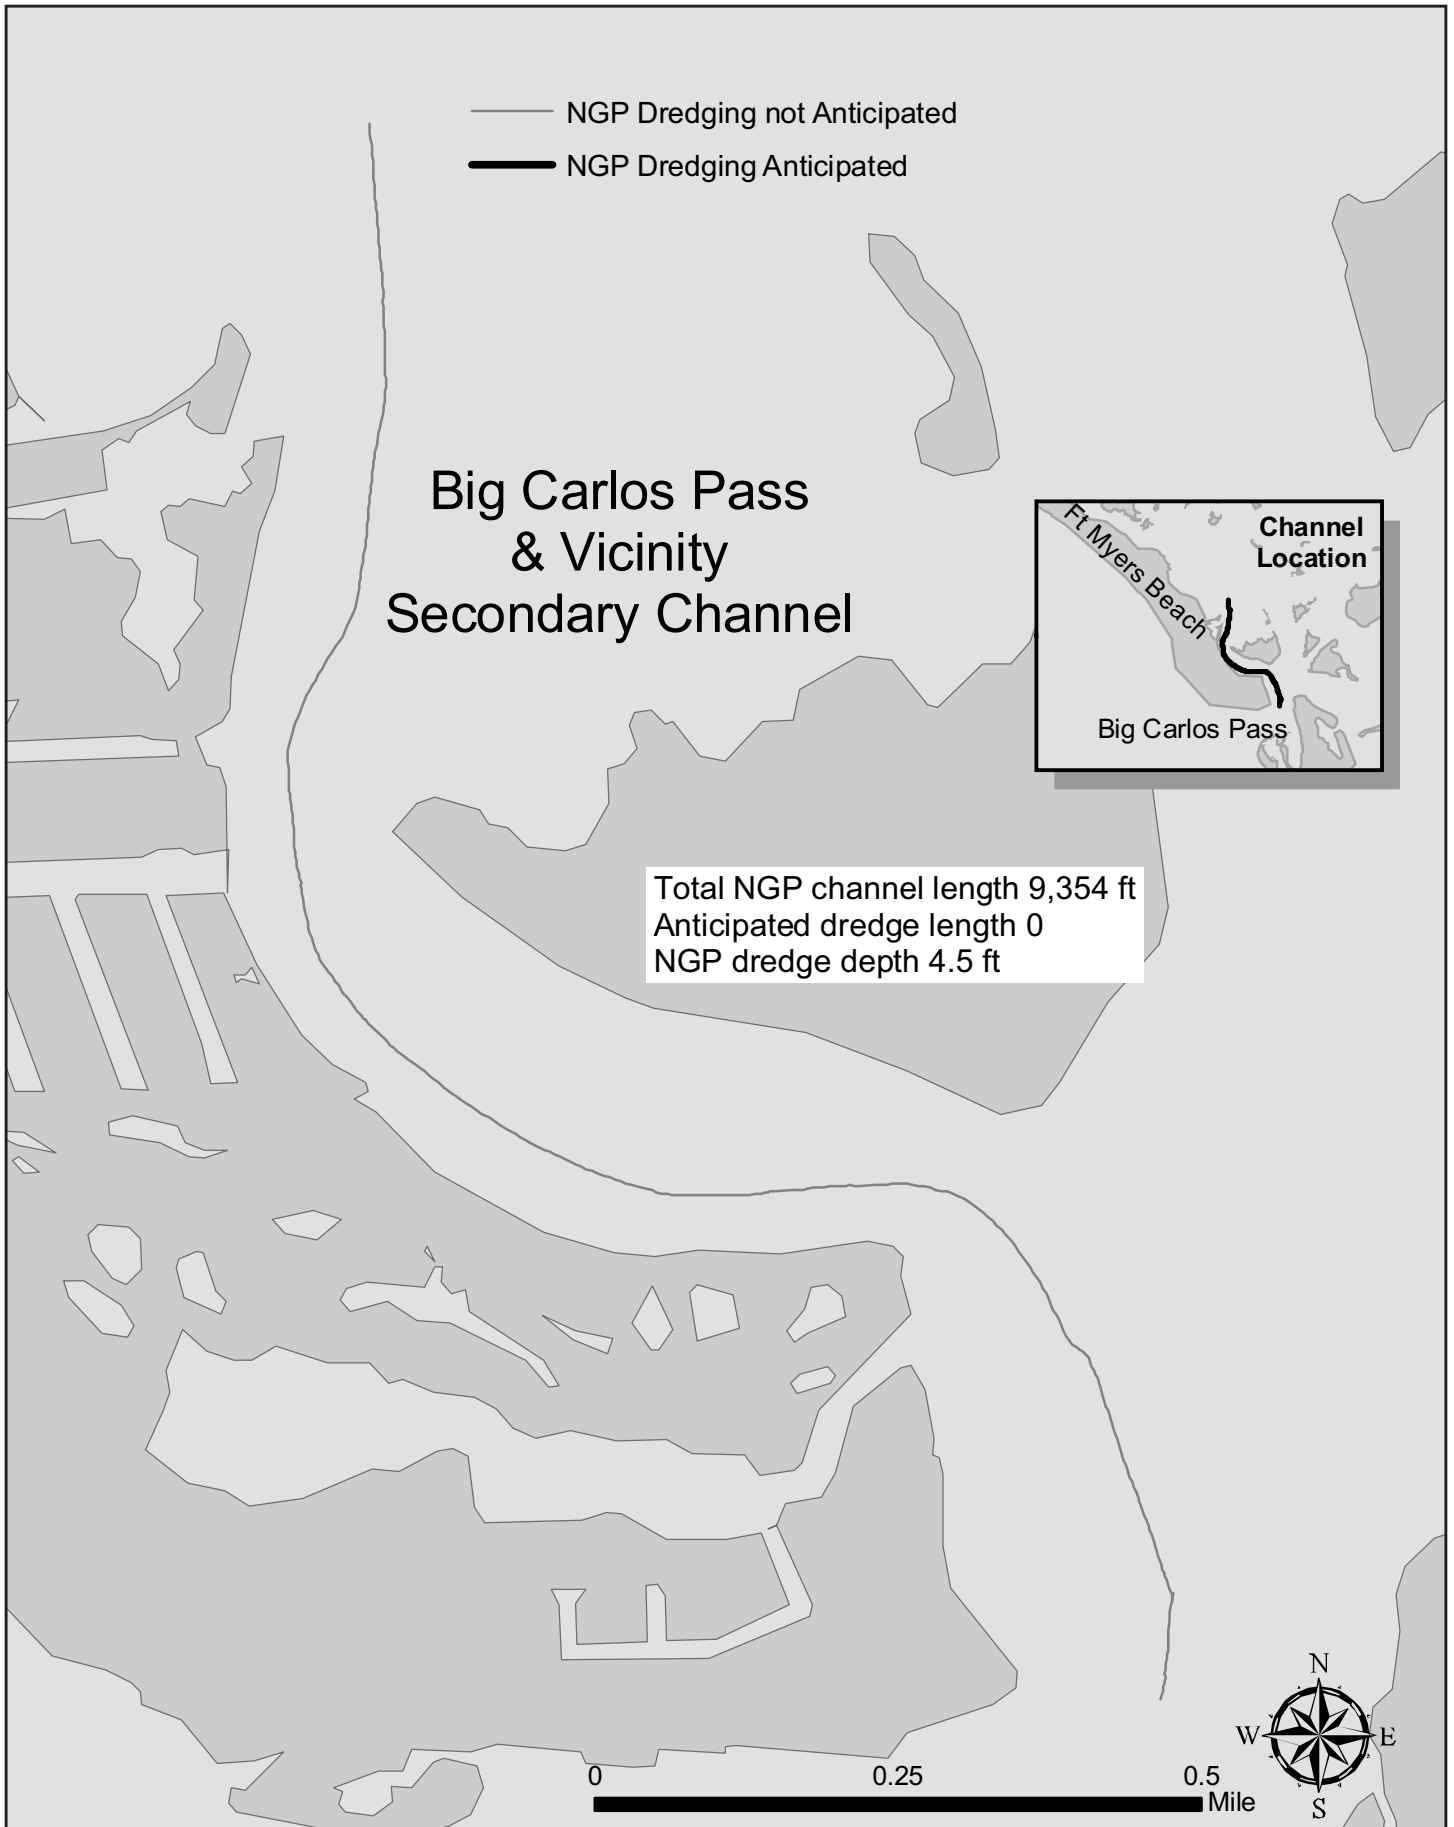 NGP Dredging not Anticipated
NGP Dredging Anticipated
Big Carlos Pass
& Vicinity
Secondary Channel
Channel
Location
Ft Myers Beach
Big Carlos Pass
Total NGP channel length 9,354 ft
Anticipated dredge length 0
NGP dredge depth 4.5 ft
N
W E
S
0 0.25 0.5
Mile